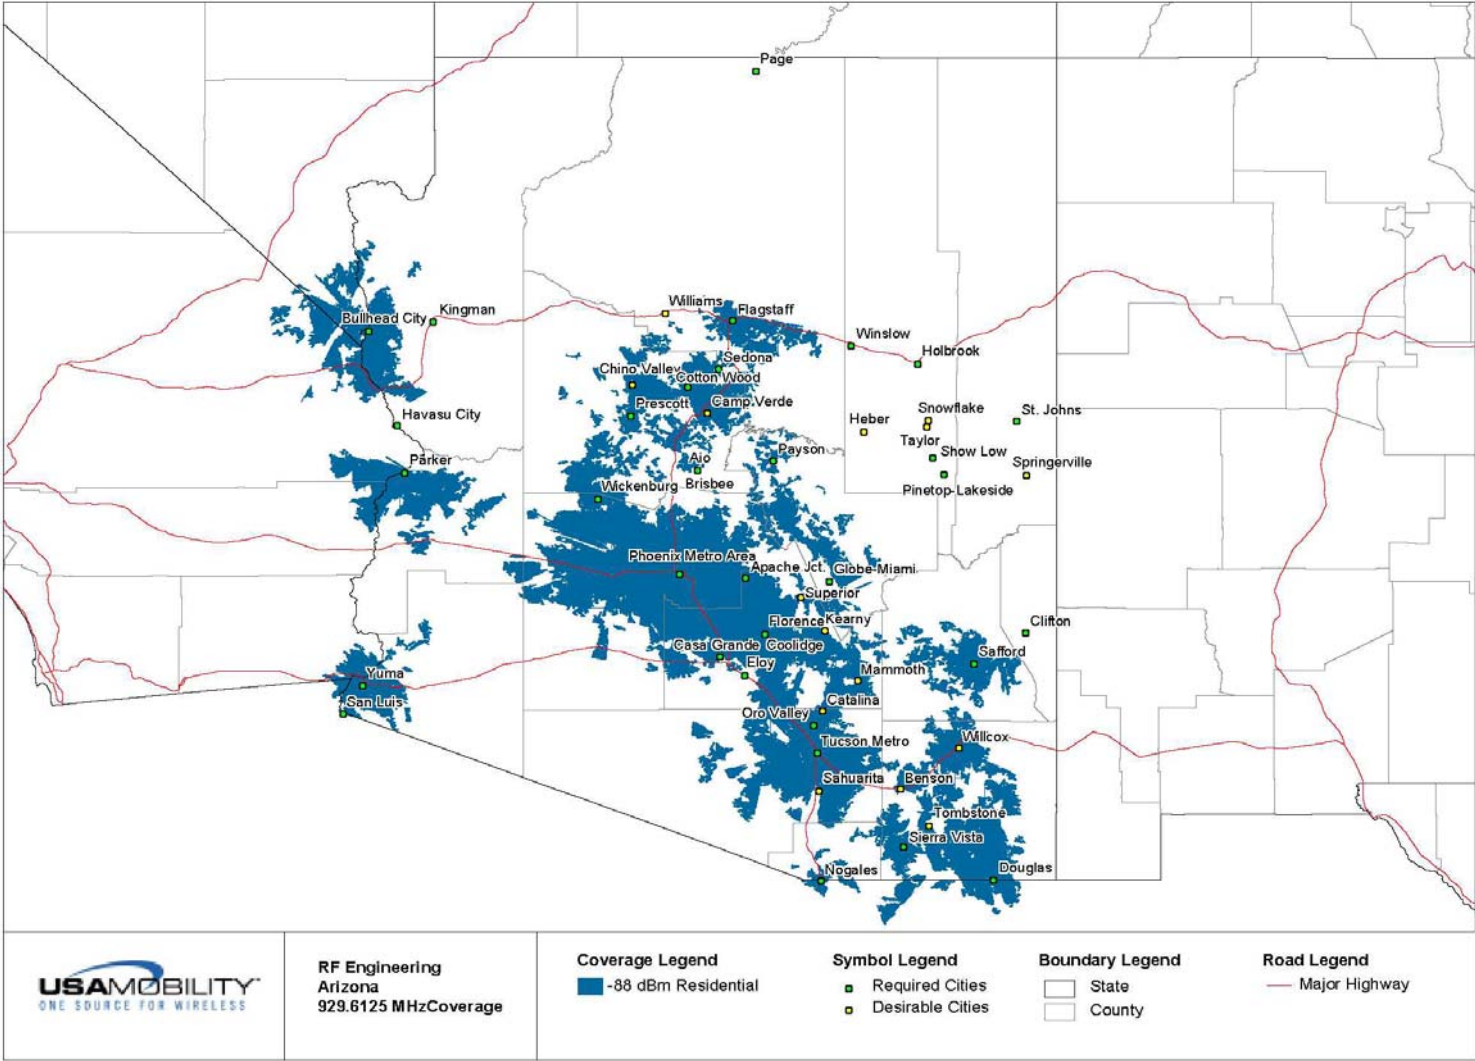 Page
Williams
Flagstaff
Kingman
Bullhead City
Winslow
Holbrook
Sedona
Chino Valley
Cotton Wood
Prescott
Camp Verde
Havasu City
Heber
Snowflake
St. Johns
Taylor
Show Low
Payson
Ajo
Parker
Springerville
Wickenburg
Brisbee
Pinetop-Lakeside
Phoenix Metro Area
Apache Jct.
Globe-Miami
Superior
Florence
Kearny
Clifton
Casa Grande
Coolidge
Safford
Eloy
Mammoth
Yuma
San Luis
Catalina
Oro Valley
Tucson Metro
Willcox
Sahuarita
Benson
Tombstone
Sierra Vista
Nogales
Douglas
USAMOBILITY™
ONE SOURCE FOR WIRELESS
RF Engineering
Arizona
929.6125 MHzCoverage
Coverage Legend
-88 dBm Residential
Symbol Legend
Required Cities
Desirable Cities
Boundary Legend
State
County
Road Legend
Major Highway